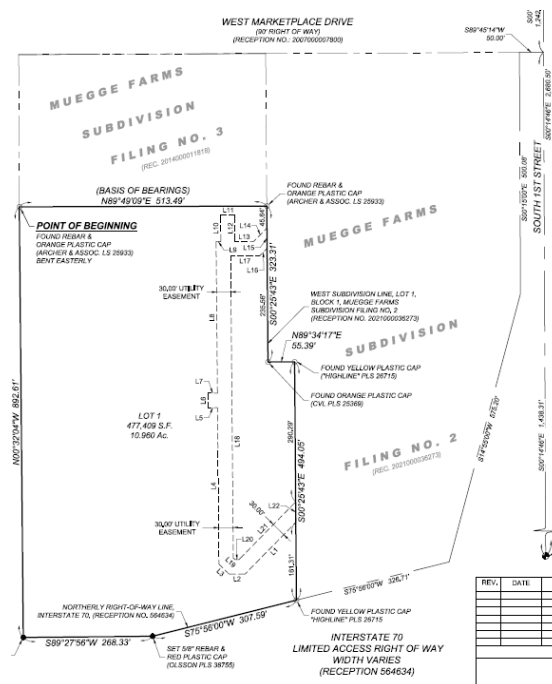 WEST MARKETPLACE DRIVE
(90' RIGHT OF WAY)
(RECEPTION NO.: 2007000007800)
S89°45'14"W
50.00'
S00°
1,242.
MUEGGE FARMS
SUBDIVISION
FILING NO. 3
(REC. 2014000011818)
S00°14'46"E 2,680.50'
SOUTH 1ST STREET
S00°15'00"E 500.08'
(BASIS OF BEARINGS)
N89°49'09"E 513.49'
FOUND REBAR &
ORANGE PLASTIC CAP
(ARCHER & ASSOC. LS 25933)
POINT OF BEGINNING
FOUND REBAR &
ORANGE PLASTIC CAP
(ARCHER & ASSOC. LS 25933)
BENT EASTERLY
L11
L10
L12
L14
L13
L9
L15
L16
45.64'
S00°25'43"E 323.31'
235.56'
MUEGGE FARMS
SUBDIVISION
FILING NO. 2
(REC. 2021000036273)
30.00' UTILITY
EASEMENT
WEST SUBDIVISION LINE, LOT 1,
BLOCK 1, MUEGGE FARMS
SUBDIVISION FILING NO. 2
(RECEPTION NO. 2021000036273)
N89°34'17"E
55.39'
FOUND YELLOW PLASTIC CAP
("HIGHLINE" PLS 26715)
FOUND ORANGE PLASTIC CAP
(CVL PLS 25369)
L8
L7
L6
L5
N00°32'04"W 892.61'
LOT 1
477,409 S.F.
10.960 Ac.
L18
L4
290.29'
S00°25'43"E 494.05'
S14°55'00"W 575.20'
S00°14'46"E 1,438.31'
30.00' UTILITY
EASEMENT
30.00'
L22
L21
L20
L19
L1
L3
L2
161.31'
S75°56'00"W 326.71'
NORTHERLY RIGHT-OF-WAY LINE,
INTERSTATE 70, (RECEPTION NO. 564634)
S75°56'00"W 307.59'
S89°27'56"W 268.33'
SET 5/8" REBAR &
RED PLASTIC CAP
(OLSSON PLS 38755)
FOUND YELLOW PLASTIC CAP
"HIGHLINE" PLS 26715
INTERSTATE 70
LIMITED ACCESS RIGHT OF WAY
WIDTH VARIES
(RECEPTION 564634)
REV. DATE